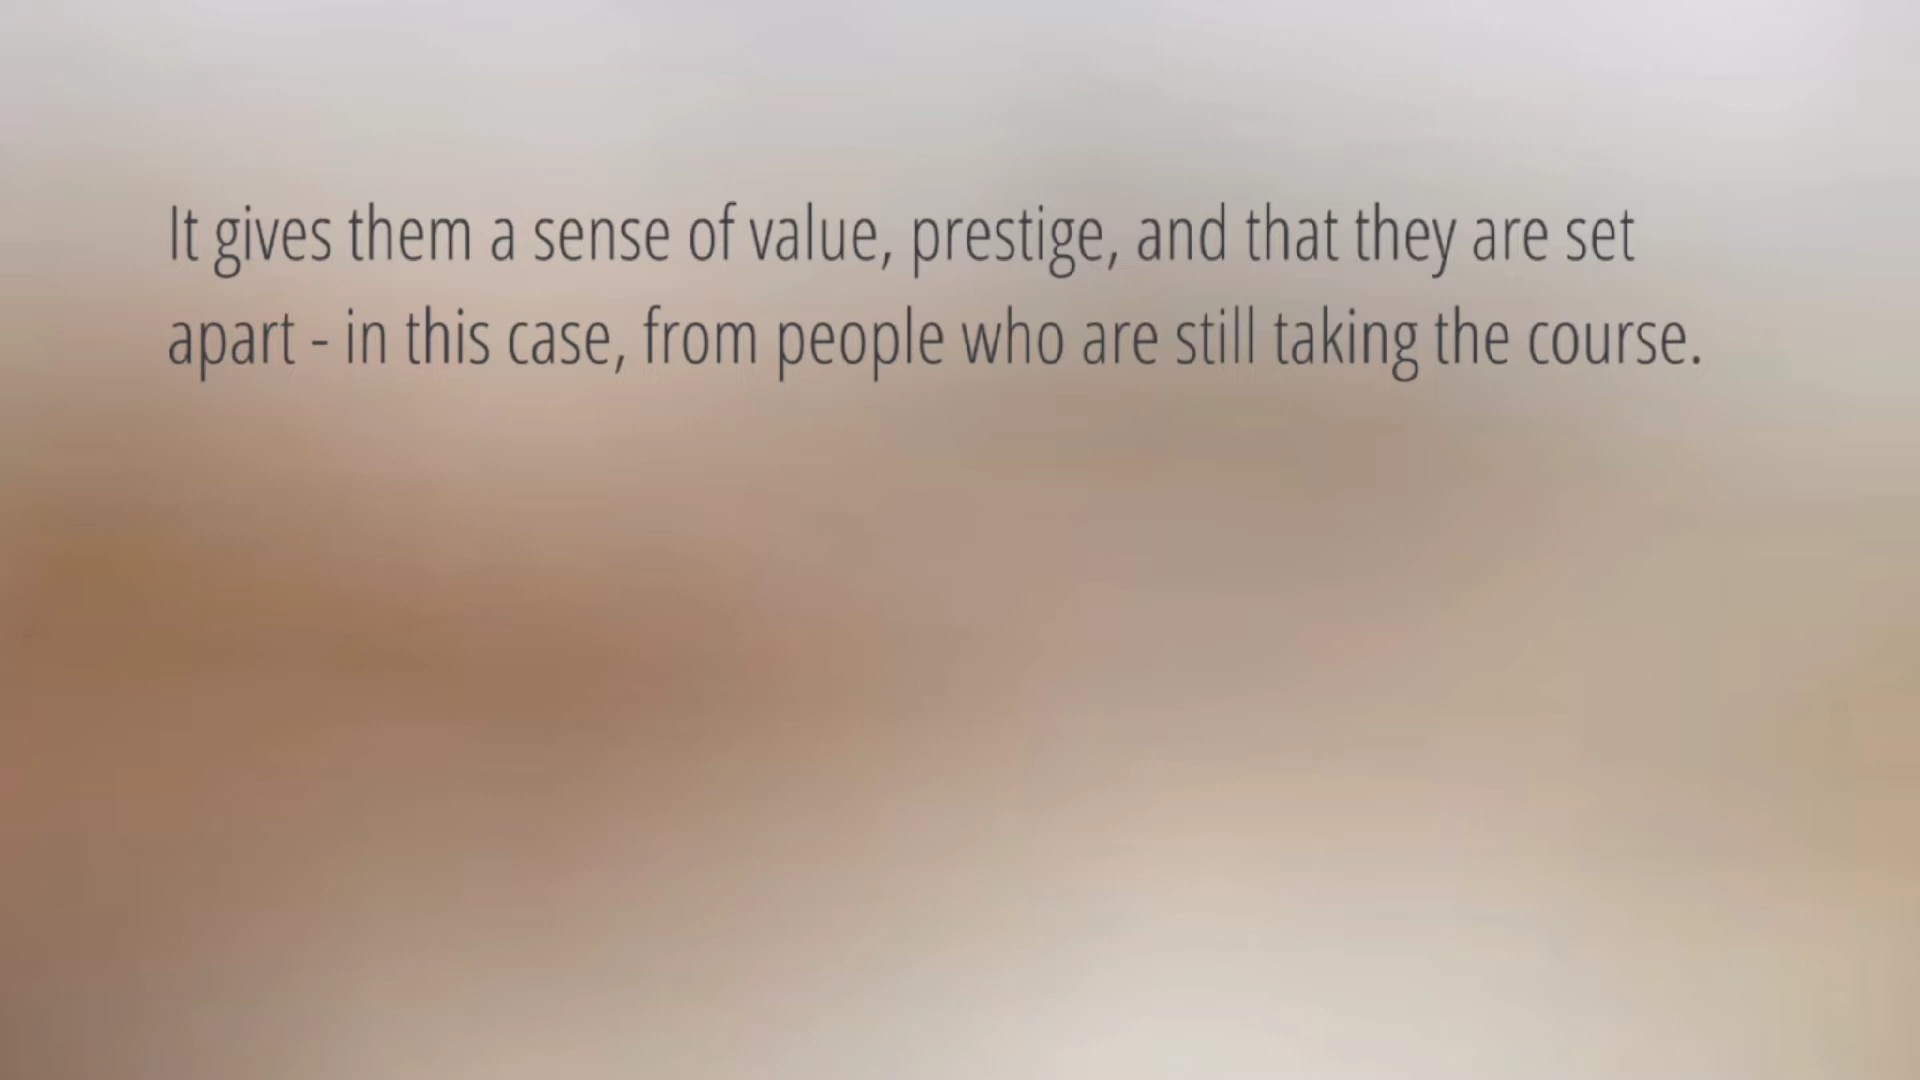 It gives them a sense of value, prestige, and that they are set
apart - in this case, from people who are still taking the course.